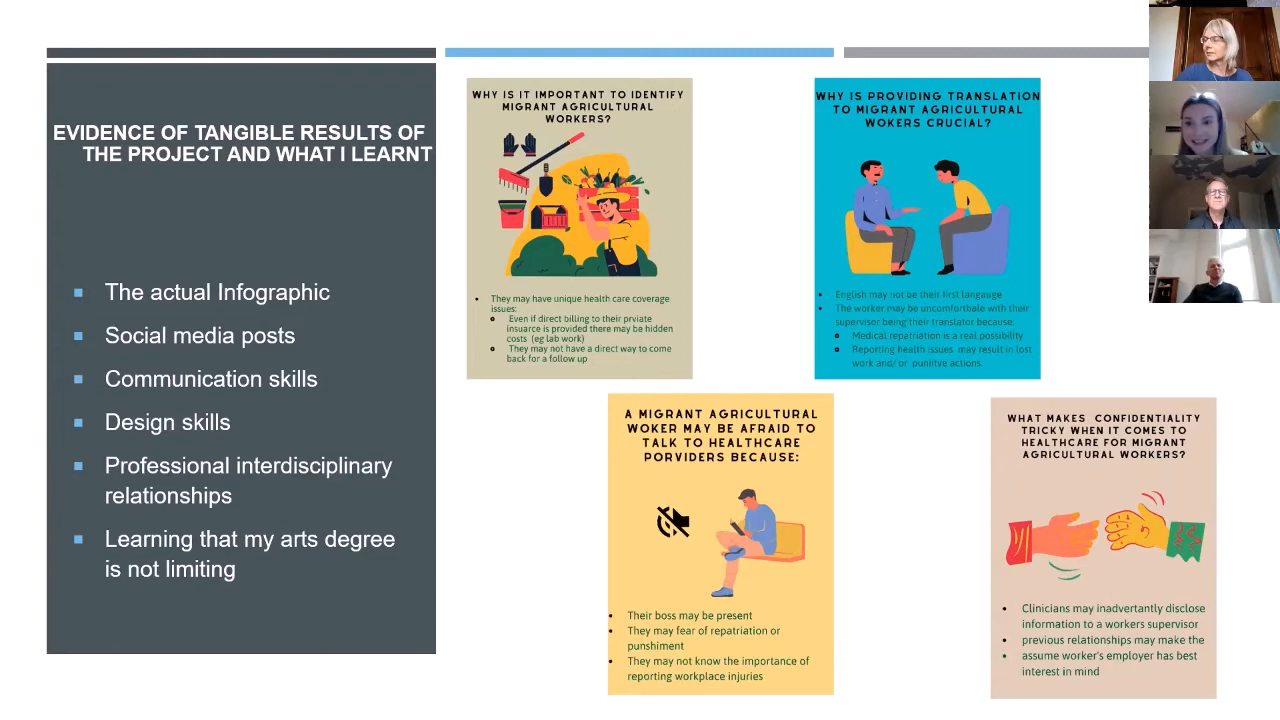 EVIDENCE OF TANGIBLE RESULTS OF
THE PROJECT AND WHAT I LEARNT
The actual Infographic
Social media posts
Communication skills
Design skills
Professional interdisciplinary
relationships
Learning that my arts degree
is not limiting
WHY IS IT IMPORTANT TO IDENTIFY
MIGRANT AGRICULTURAL
WORKERS?
They may have unique health care coverage
issues:
Even if direct billing to their prviate
insuarce is provided there may be hidden
costs (eg lab work)
They may not have a direct way to come
back for a follow up
WHY IS PROVIDING TRANSLATION
TO MIGRANT AGRICULTURAL
WOKERS CRUCIAL?
English may not be their first langauge
The worker may be uncomfortbale with their
supervisor being their translator because:
Medical repatriation is a real possibility
Reporting health issues may result in lost
work and/ or puniitve actions.
A MIGRANT AGRICULTURAL
WOKER MAY BE AFRAID TO
TALK TO HEALTHCARE
PORVIDERS BECAUSE:
Their boss may be present
They may fear of repatriation or
punshiment
They may not know the importance of
reporting workplace injuries
WHAT MAKES CONFIDENTIALITY
TRICKY WHEN IT COMES TO
HEALTHCARE FOR MIGRANT
AGRICULTURAL WORKERS?
Clinicians may inadvertantly disclose
information to a workers supervisor
previous relationships may make the
assume worker's employer has best
interest in mind